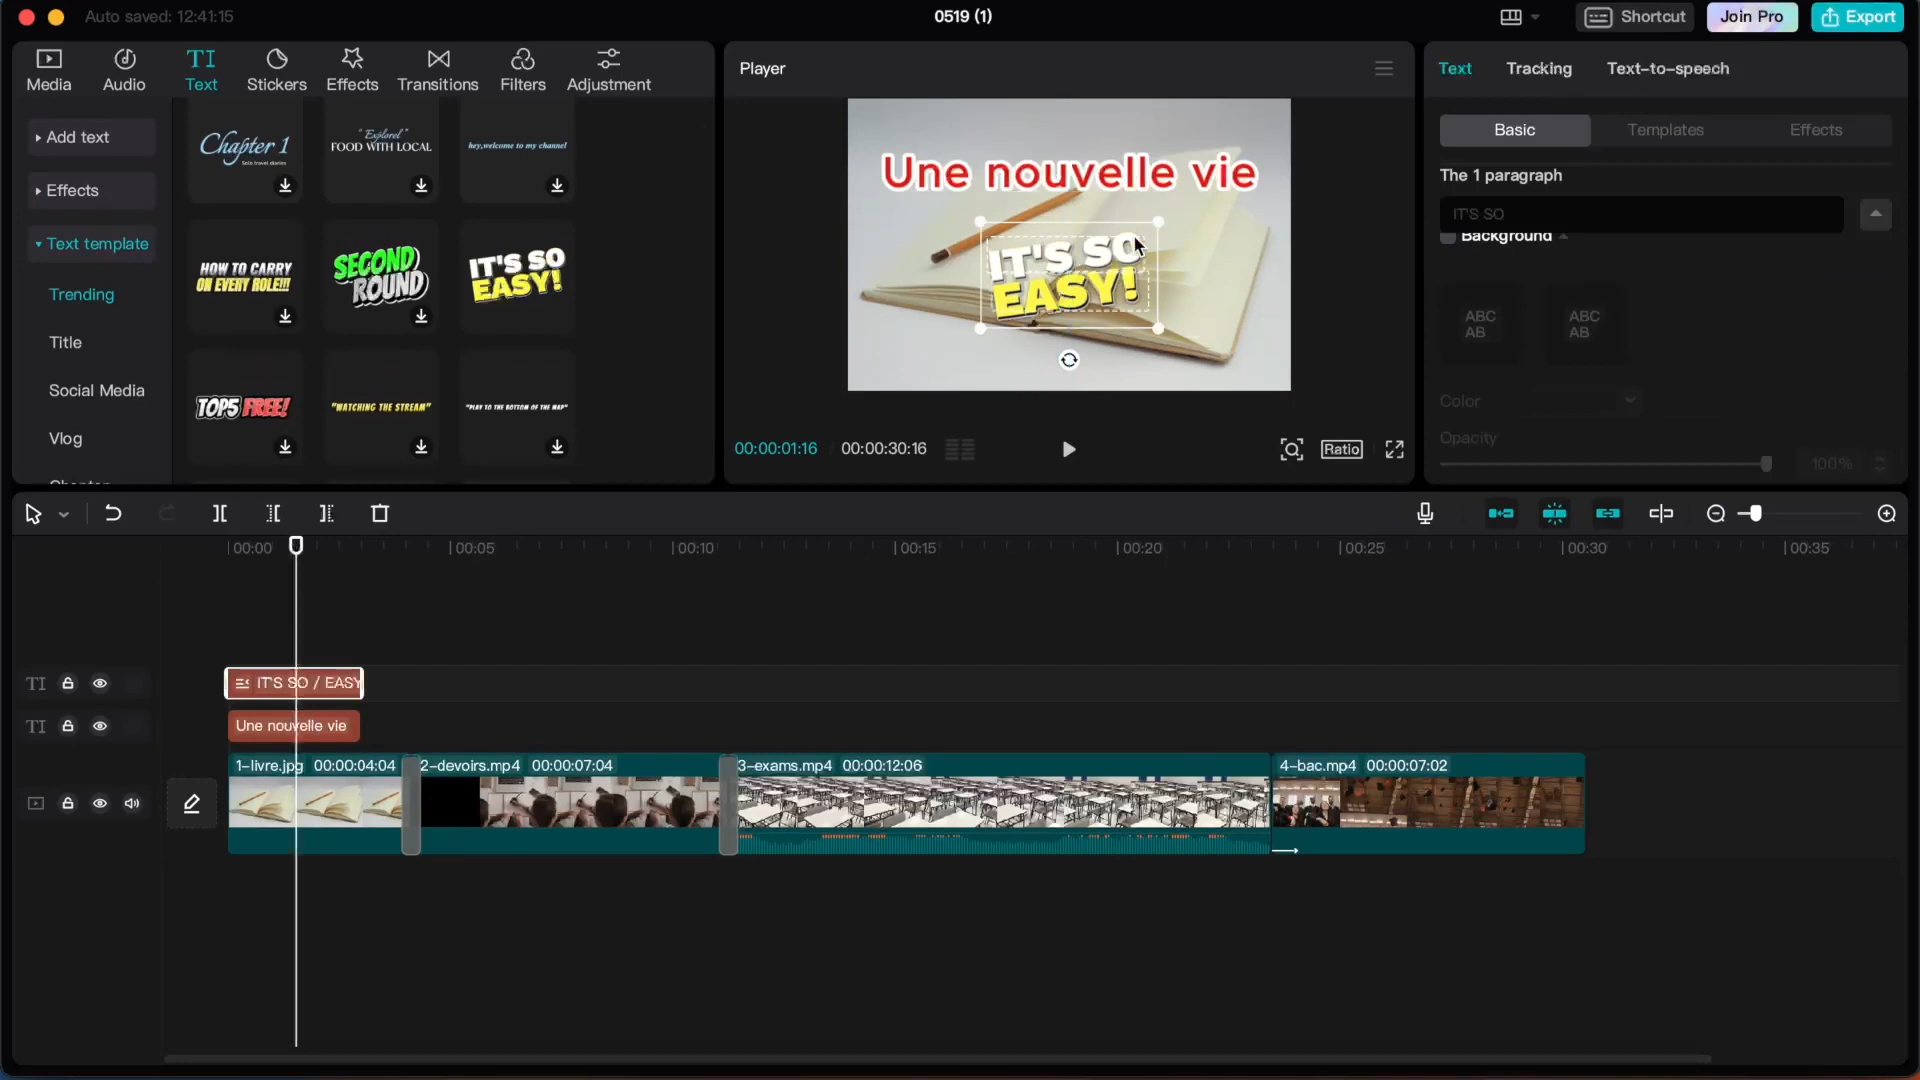 Auto saved: 12:41:15
0519 (1)
Shortcut
Join Pro
Export
Media
Audio
TI
Text
Stickers
Effects
Transitions
Filters
Adjustment
Add text
Effects
Text template
Trending
Title
Social Media
Vlog
Chapter 1
Solo travel diaries
"Explore!"
FOOD WITH LOCAL
hey,welcome to my channel
HOW TO CARRY
ON EVERY ROLE!!!
SECOND
ROUND
IT'S SO
EASY!
TOP5 FREE!
"WATCHING THE STREAM"
"PLAY TO THE BOTTOM OF THE MAP"
Player
Une nouvelle vie
IT'S SO
EASY!
00:00:01:16
00:00:30:16
Ratio
Text
Tracking
Text-to-speech
Basic
Templates
Effects
The 1 paragraph
IT'S SO
Background
ABC
AB
ABC
AB
Color
Opacity
100%
00:00
00:05
00:10
00:15
00:20
00:25
00:30
00:35
TI
IT'S SO / EASY
TI
Une nouvelle vie
1-livre.jpg 00:00:04:04
2-devoirs.mp4 00:00:07:04
3-exams.mp4 00:00:12:06
4-bac.mp4 00:00:07:02